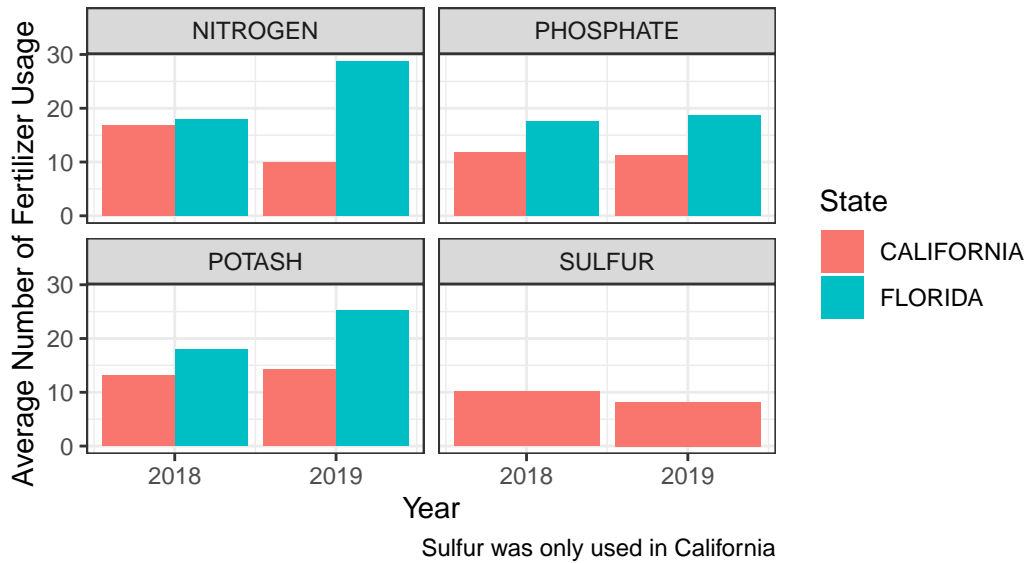 NITROGEN
PHOSPHATE
30
20
10
0
POTASH
SULFUR
30
20
10
0
2018
2019
2018
2019
Year
Average Number of Fertilizer Usage
Sulfur was only used in California
State
CALIFORNIA
FLORIDA